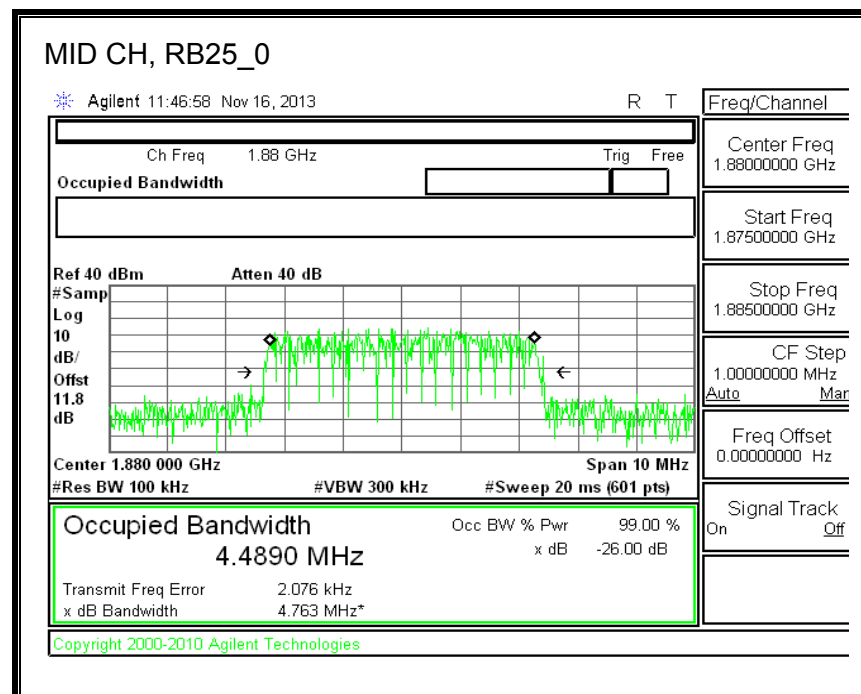 MID CH, RB25_0
Agilent 11:46:58 Nov 16, 2013 R T
Ch Freq 1.88 GHz Trig Free
Occupied Bandwidth
Ref 40 dBm Atten 40 dB
#Samp
Log
10
dB/
Offst
11.8
dB
Center 1.880 000 GHz Span 10 MHz
#Res BW 100 kHz #VBW 300 kHz #Sweep 20 ms (601 pts)
Occupied Bandwidth Occ BW % Pwr 99.00 %
4.4890 MHz x dB -26.00 dB
Transmit Freq Error 2.076 kHz
x dB Bandwidth 4.763 MHz*
Copyright 2000-2010 Agilent Technologies
Freq/Channel
Center Freq
1.88000000 GHz
Start Freq
1.87500000 GHz
Stop Freq
1.88500000 GHz
CF Step
1.00000000 MHz
Auto Man
Freq Offset
0.00000000 Hz
Signal Track
On Off